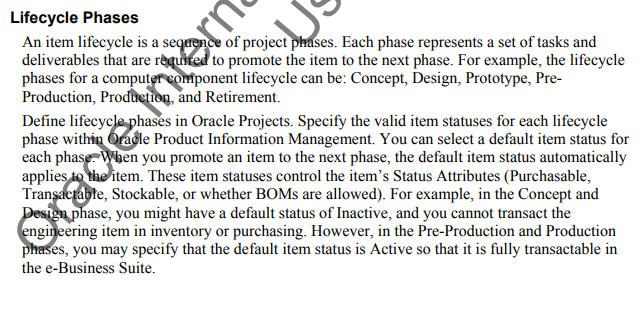 Lifecycle Phases
An item lifecycle is a sequence of project phases. Each phase represents a set of tasks and
deliverables that are required to promote the item to the next phase. For example, the lifecycle
phases for a computer component lifecycle can be: Concept, Design, Prototype, Pre-
Production, Production, and Retirement.
Define lifecycle phases in Oracle Projects. Specify the valid item statuses for each lifecycle
phase within Oracle Product Information Management. You can select a default item status for
each phase. When you promote an item to the next phase, the default item status automatically
applies to the item. These item statuses control the item’s Status Attributes (Purchasable,
Transactable, Stockable, or whether BOMs are allowed). For example, in the Concept and
Design phase, you might have a default status of Inactive, and you cannot transact the
engineering item in inventory or purchasing. However, in the Pre-Production and Production
phases, you may specify that the default item status is Active so that it is fully transactable in
the e-Business Suite.
Oracle Intern
Us